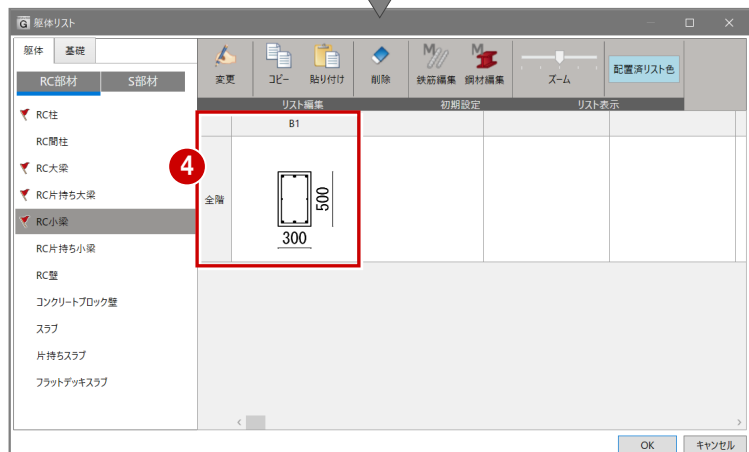 G 躯体リスト
躯体 基礎
RC部材 S部材
RC柱
RC間柱
RC大梁
RC片持ち大梁
RC小梁
RC片持ち小梁
RC壁
コンクリートブロック壁
スラブ
片持ちスラブ
フラットデッキスラブ
変更 コピー 貼り付け 削除 鉄筋編集 鋼材編集 ズーム 配置済リスト色
リスト編集 初期設定 リスト表示
4
B1
全階
500
300
OK キャンセル